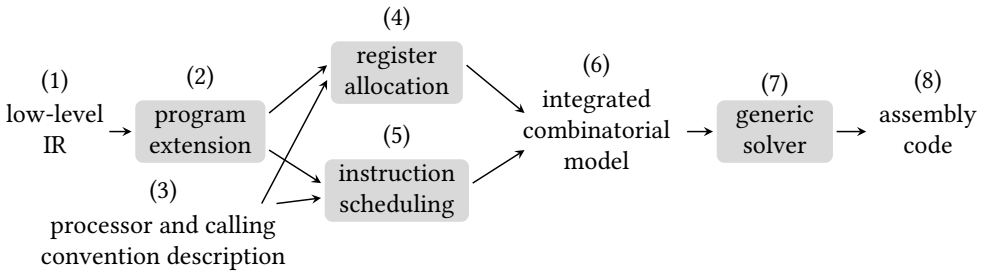 (1)
low-level
IR
(2)
program
extension
(3)
processor and calling
convention description
(4)
register
allocation
(5)
instruction
scheduling
(6)
integrated
combinatorial
model
(7)
generic
solver
(8)
assembly
code